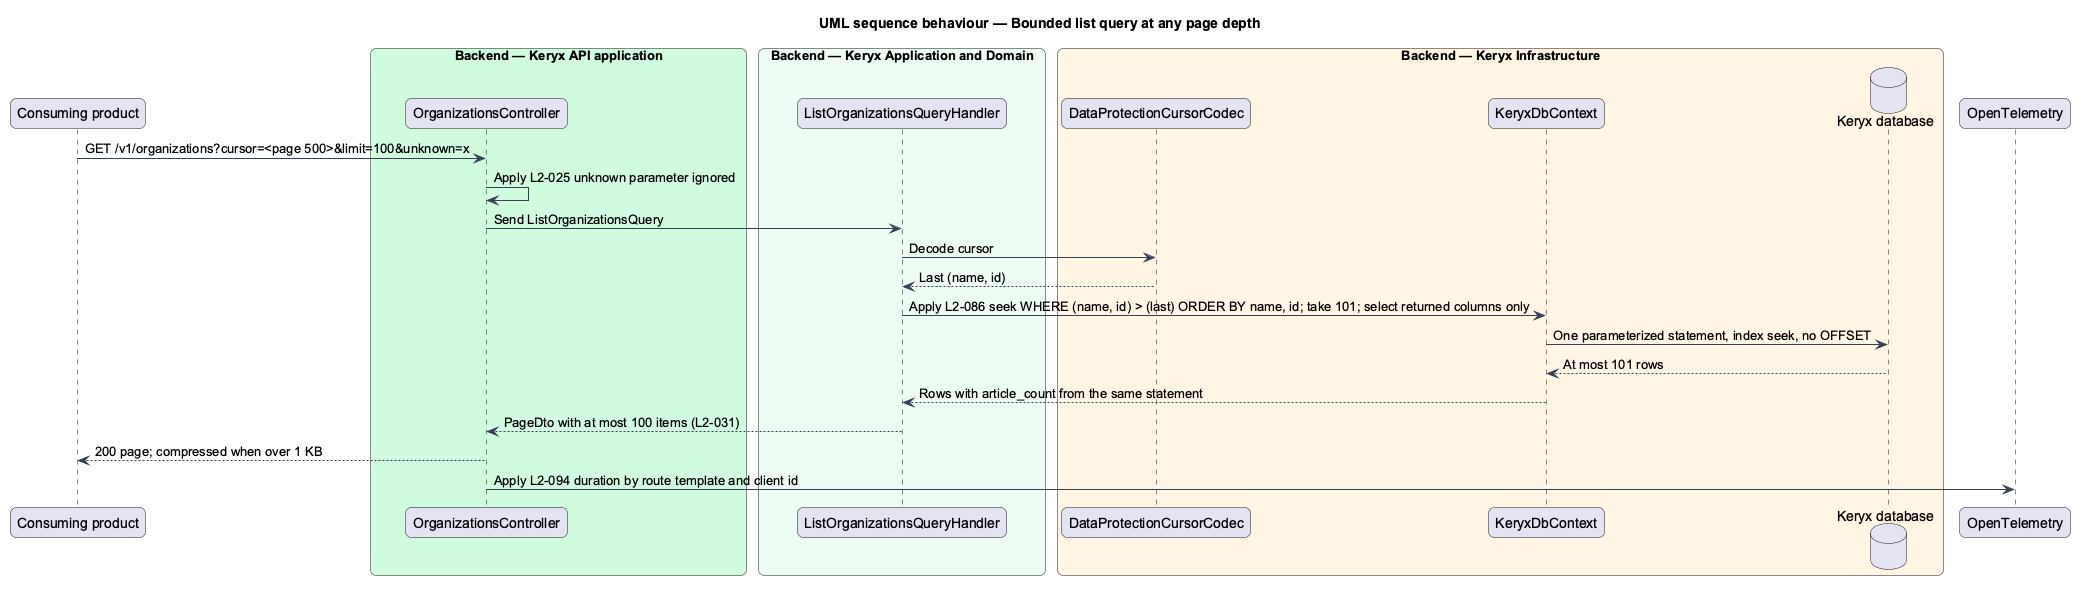 UML sequence behaviour — Bounded list query at any page depth
Backend — Keryx API application
Backend — Keryx Application and Domain
Backend — Keryx Infrastructure
Consuming product
OrganizationsController
ListOrganizationsQueryHandler
DataProtectionCursorCodec
KeryxDbContext
Keryx database
OpenTelemetry
GET /v1/organizations?cursor=<page 500>&limit=100&unknown=x
Apply L2-025 unknown parameter ignored
Send ListOrganizationsQuery
Decode cursor
Last (name, id)
Apply L2-086 seek WHERE (name, id) > (last) ORDER BY name, id; take 101; select returned columns only
One parameterized statement, index seek, no OFFSET
At most 101 rows
Rows with article_count from the same statement
PageDto with at most 100 items (L2-031)
200 page; compressed when over 1 KB
Apply L2-094 duration by route template and client id
Consuming product
OrganizationsController
ListOrganizationsQueryHandler
DataProtectionCursorCodec
KeryxDbContext
Keryx database
OpenTelemetry